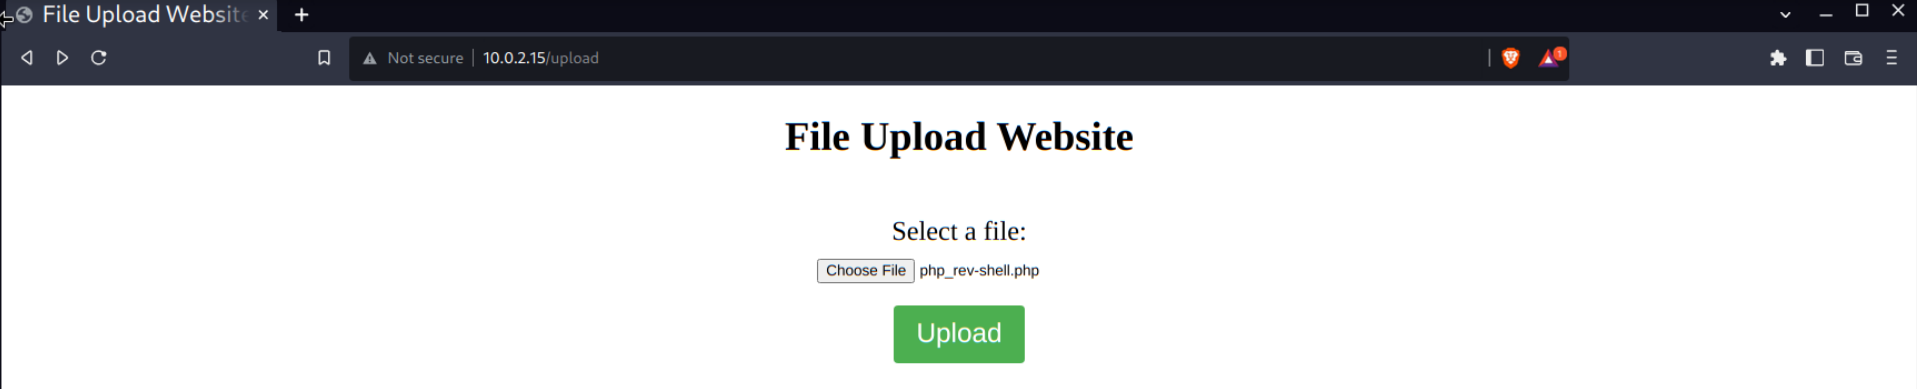 File Upload Website
Not secure 10.0.2.15/upload
1
File Upload Website
Select a file:
Choose File php_rev-shell.php
Upload